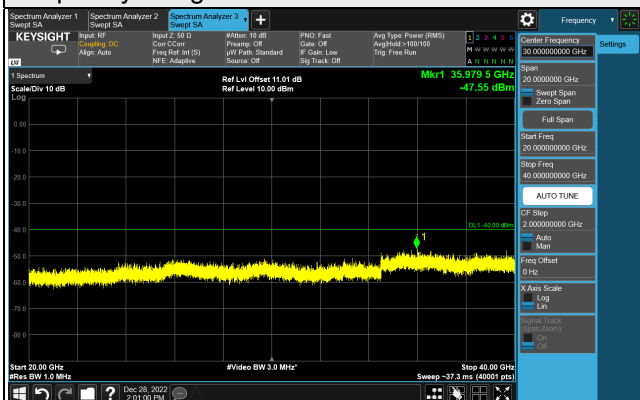 Spectrum Analyzer 1
Swept SA
Spectrum Analyzer 2
Swept SA
Spectrum Analyzer 3
Swept SA
Frequency
KEYSIGHT
Input: RF
Coupling: DC
Align: Auto
Input Z: 50 Ω
Corr CCorr
Freq Ref: Int (S)
NFE: Adaptive
#Atten: 10 dB
Preamp: Off
µW Path: Standard
Source: Off
PNO: Fast
Gate: Off
IF Gain: Low
Sig Track: Off
Avg Type: Power (RMS)
Avg|Hold:>100/100
Trig: Free Run
1 2 3 4 5 6
M W W W W W
A N N N N N
LXI
1 Spectrum
Scale/Div 10 dB
Log
Ref Lvl Offset 11.01 dB
Ref Level 10.00 dBm
Mkr1 35.979 5 GHz
-47.55 dBm
0.00
-10.0
-20.0
-30.0
-40.0
-50.0
-60.0
-70.0
-80.0
DL1 -40.00 dBm
1
Start 20.00 GHz
#Res BW 1.0 MHz
#Video BW 3.0 MHz*
Stop 40.00 GHz
Sweep ~37.3 ms (40001 pts)
Dec 28, 2022
2:01:00 PM
Center Frequency
30.000000000 GHz
Settings
Span
20.0000000 GHz
Swept Span
Zero Span
Full Span
Start Freq
20.000000000 GHz
Stop Freq
40.000000000 GHz
AUTO TUNE
CF Step
2.000000000 GHz
Auto
Man
Freq Offset
0 Hz
X Axis Scale
Log
Lin
Signal Track
(Span Zoom)
On
Off